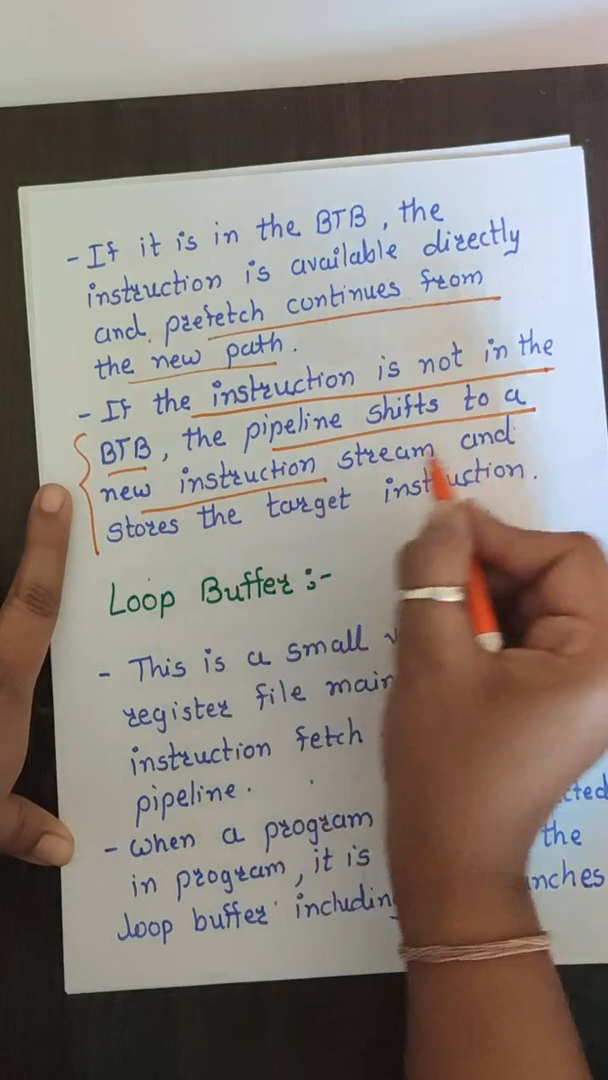 - If it is in the BTB, the
instruction is available directly
and prefetch continues from
the new path.
- If the instruction is not in the
BTB, the pipeline shifts to a
new instruction stream and
stores the target instruction.
Loop Buffer :-
- This is a small
register file
instruction fetch
pipeline.
- When a program
in program, it is the
loop buffer including